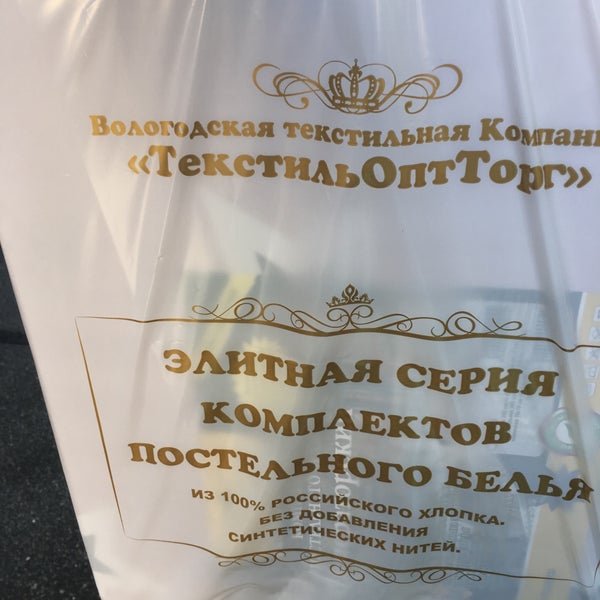 Вологодская текстильная Компани
«ТекстильОптТорг»
ЭЛИТНАЯ СЕРИЯ
КОМПЛЕКТОВ
ПОСТЕЛЬНОГО БЕЛЬЯ
ИЗ 100% РОССИЙСКОГО ХЛОПКА.
БЕЗ ДОБАВЛЕНИЯ
СИНТЕТИЧЕСКИХ НИТЕЙ.